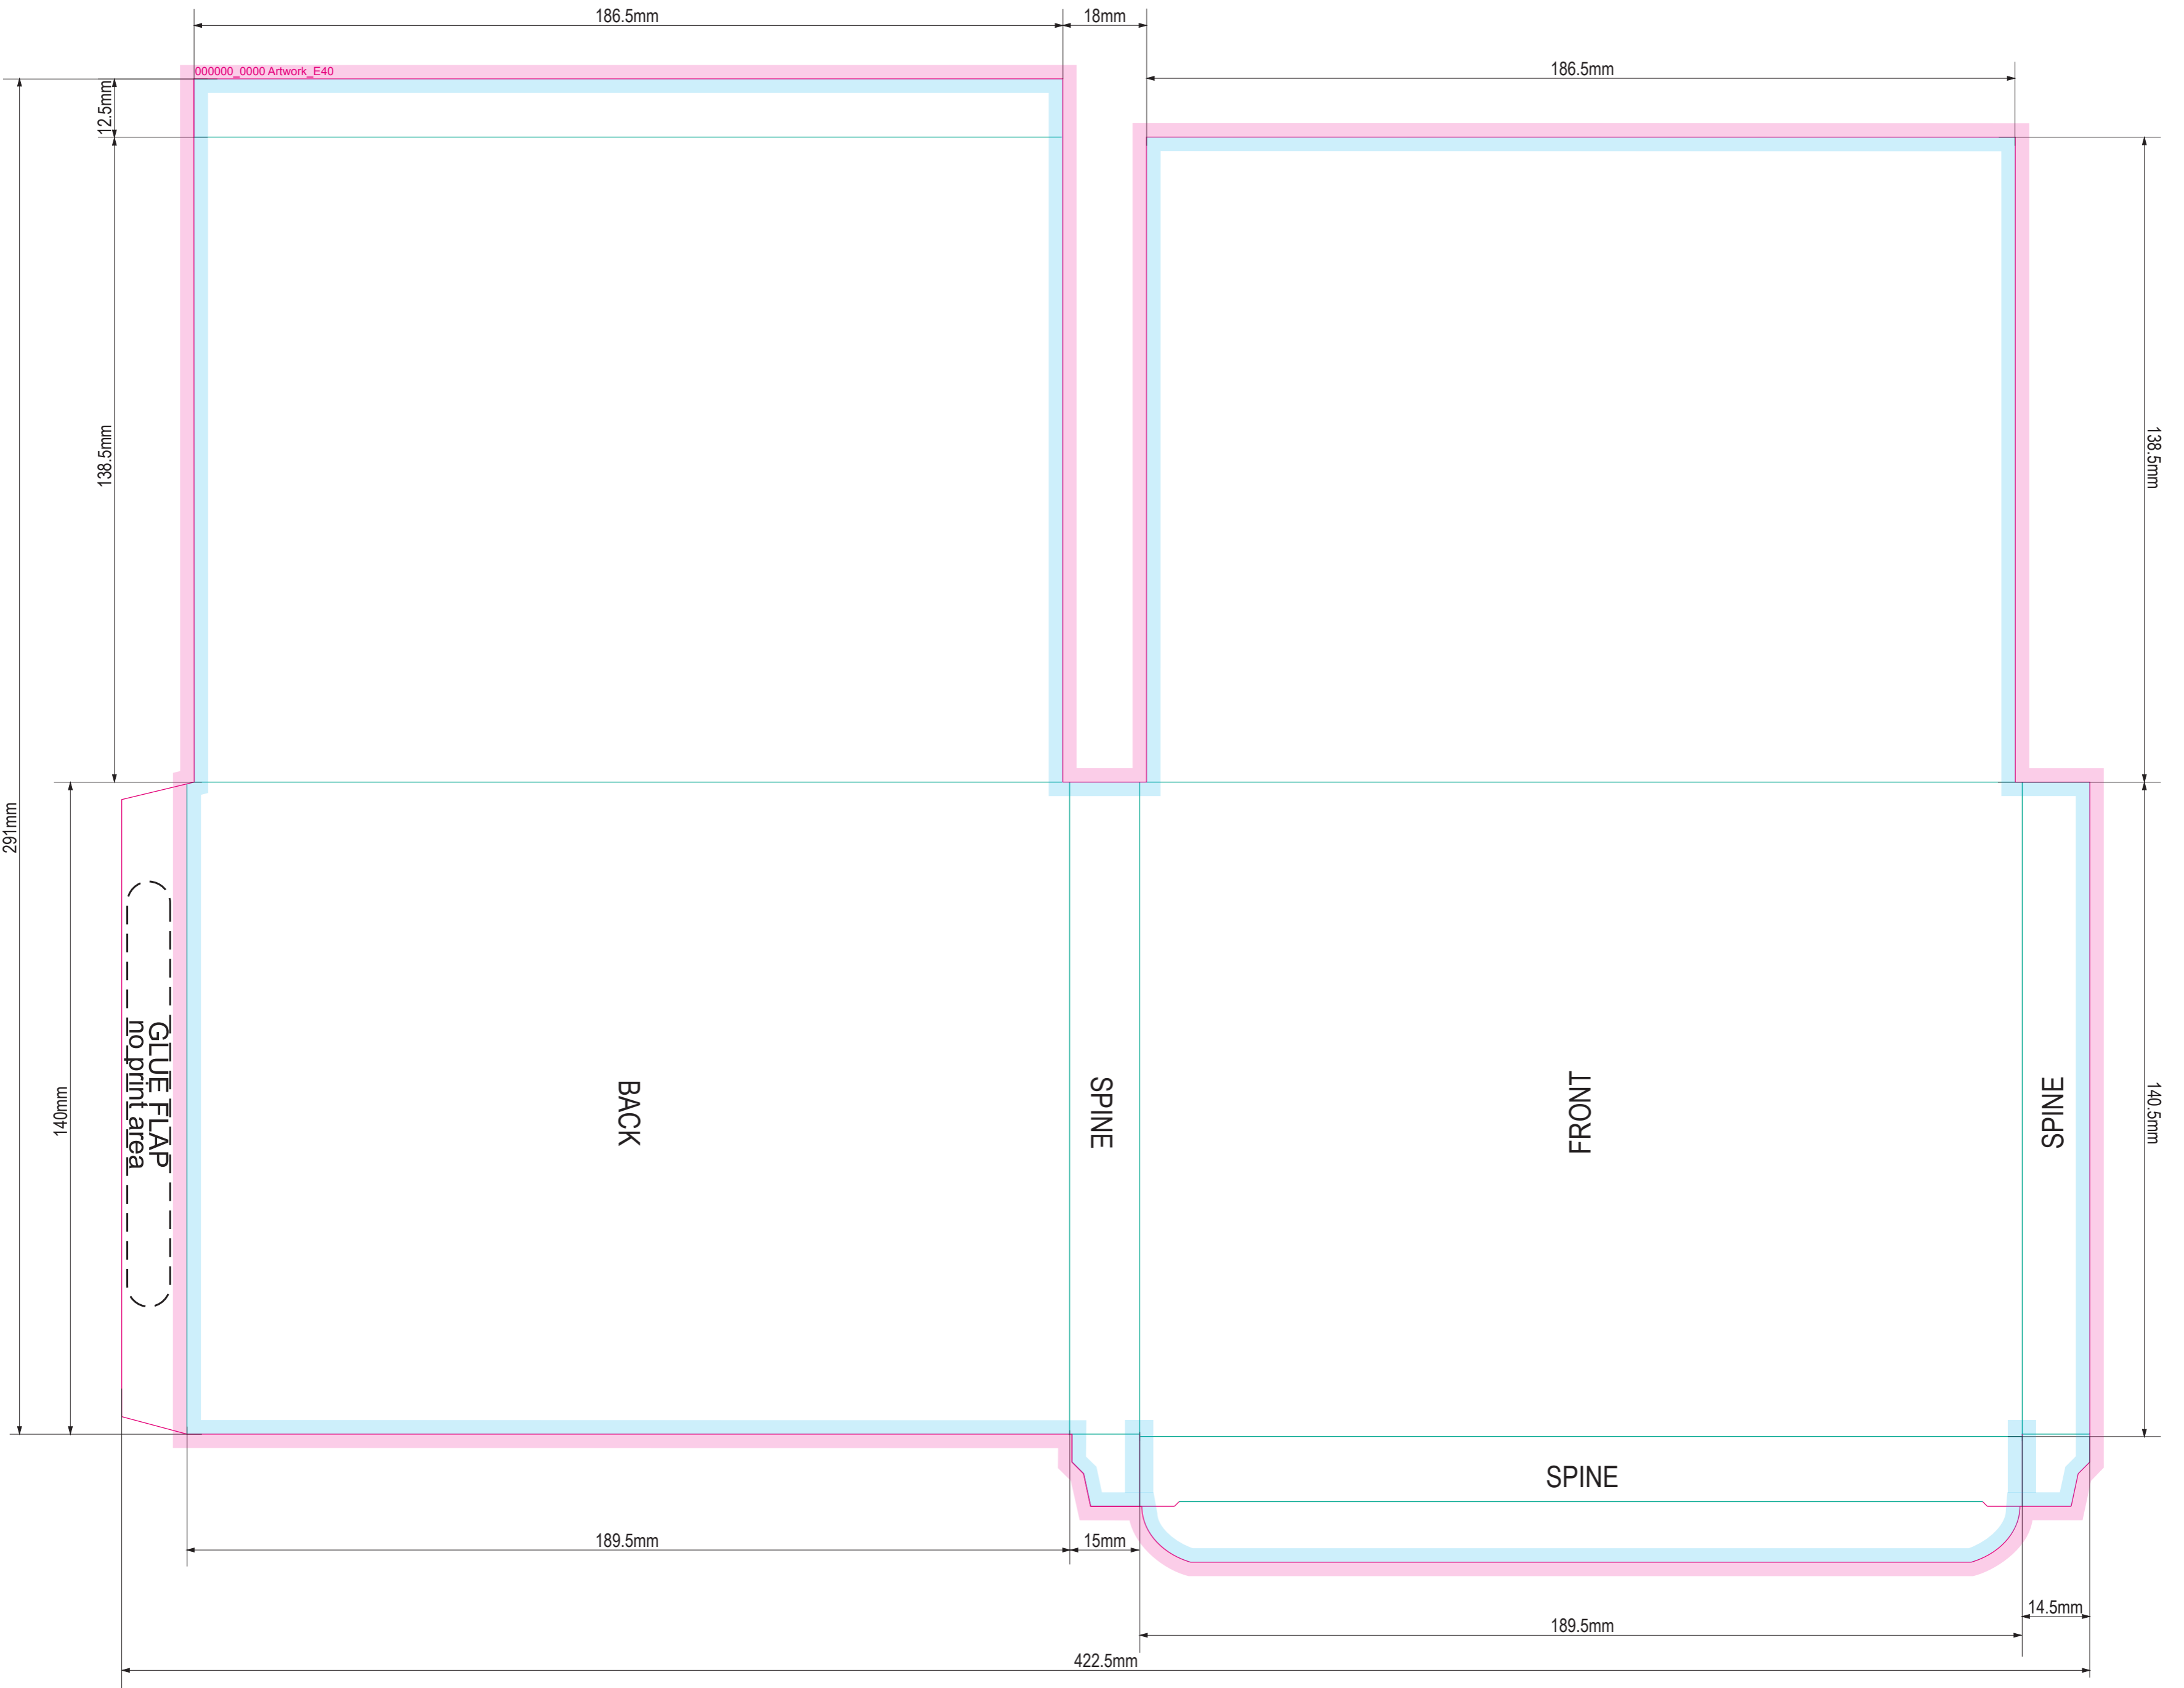 186.5mm
18mm
000000_0000 Artwork_E40
186.5mm
12.5mm
138.5mm
138.5mm
291mm
140mm
GLUE FLAP
no print area
BACK
SPINE
FRONT
SPINE
140.5mm
SPINE
189.5mm
15mm
14.5mm
189.5mm
422.5mm